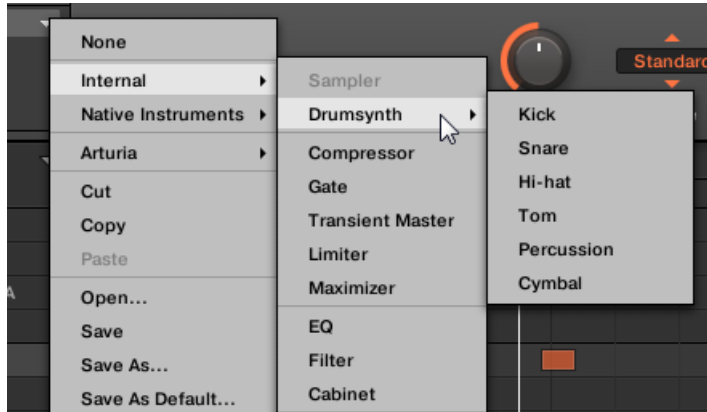 None
Internal
Native Instruments
Arturia
Cut
Copy
Paste
Open...
Save
Save As...
Save As Default...
Sampler
Drumsynth
Compressor
Gate
Transient Master
Limiter
Maximizer
EQ
Filter
Cabinet
Kick
Snare
Hi-hat
Tom
Percussion
Cymbal
Standard
A